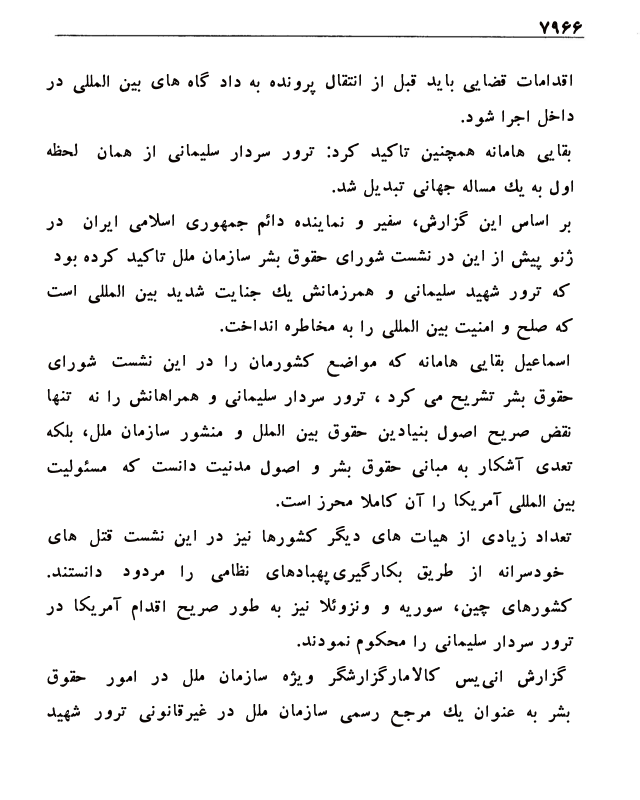 ۷۹۶۶
اقدامات قضایی باید قبل از انتقال پرونده به داد گاه های بین المللی در
داخل اجرا شود.
بقایی هامانه همچنین تاکید کرد: ترور سردار سلیمانی از همان لحظه
اول به یك مساله جهانی تبدیل شد.
بر اساس این گزارش، سفیر و نماینده دائم جمهوری اسلامی ایران در
ژنو پیش از این در نشست شورای حقوق بشر سازمان ملل تاکید کرده بود
که ترور شهید سلیمانی و همرزمانش یك جنایت شدید بین المللی است
که صلح و امنیت بین المللی را به مخاطره انداخت.
اسماعیل بقایی هامانه که مواضع کشورمان را در این نشست شورای
حقوق بشر تشریح می کرد ، ترور سردار سلیمانی و همراهانش را نه تنها
نقض صریح اصول بنیادین حقوق بین الملل و منشور سازمان ملل، بلکه
تعدی آشکار به مبانی حقوق بشر و اصول مدنیت دانست که مسئولیت
بین المللی آمریکا را آن کاملا محرز است.
تعداد زیادی از هیات های دیگر کشورها نیز در این نشست قتل های
خودسرانه از طریق بکارگیری پهبادهای نظامی را مردود دانستند.
کشورهای چین، سوریه و ونزوئلا نیز به طور صریح اقدام آمریکا در
ترور سردار سلیمانی را محکوم نمودند.
گزارش انی‌یس کالامارگزارشگر ویژه سازمان ملل در امور حقوق
بشر به عنوان یك مرجع رسمی سازمان ملل در غیرقانونی ترور شهید